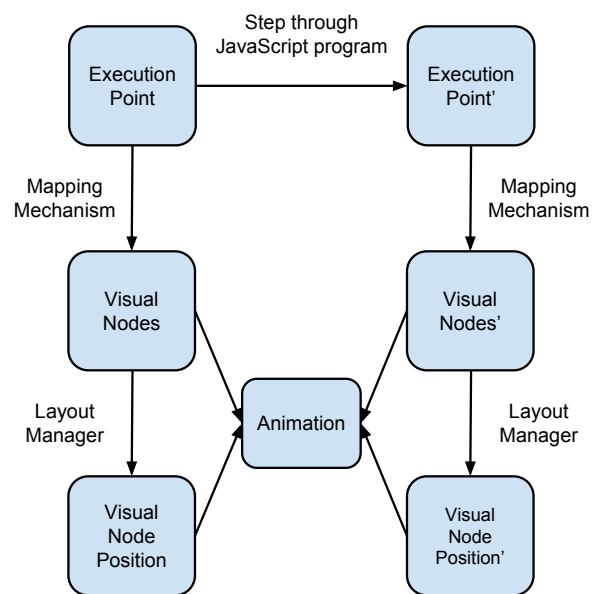 Step through
JavaScript program
Execution
Point
Execution
Point’
Mapping
Mechanism
Mapping
Mechanism
Visual
Nodes
Visual
Nodes’
Animation
Layout
Manager
Layout
Manager
Visual
Node
Position
Visual
Node
Position’